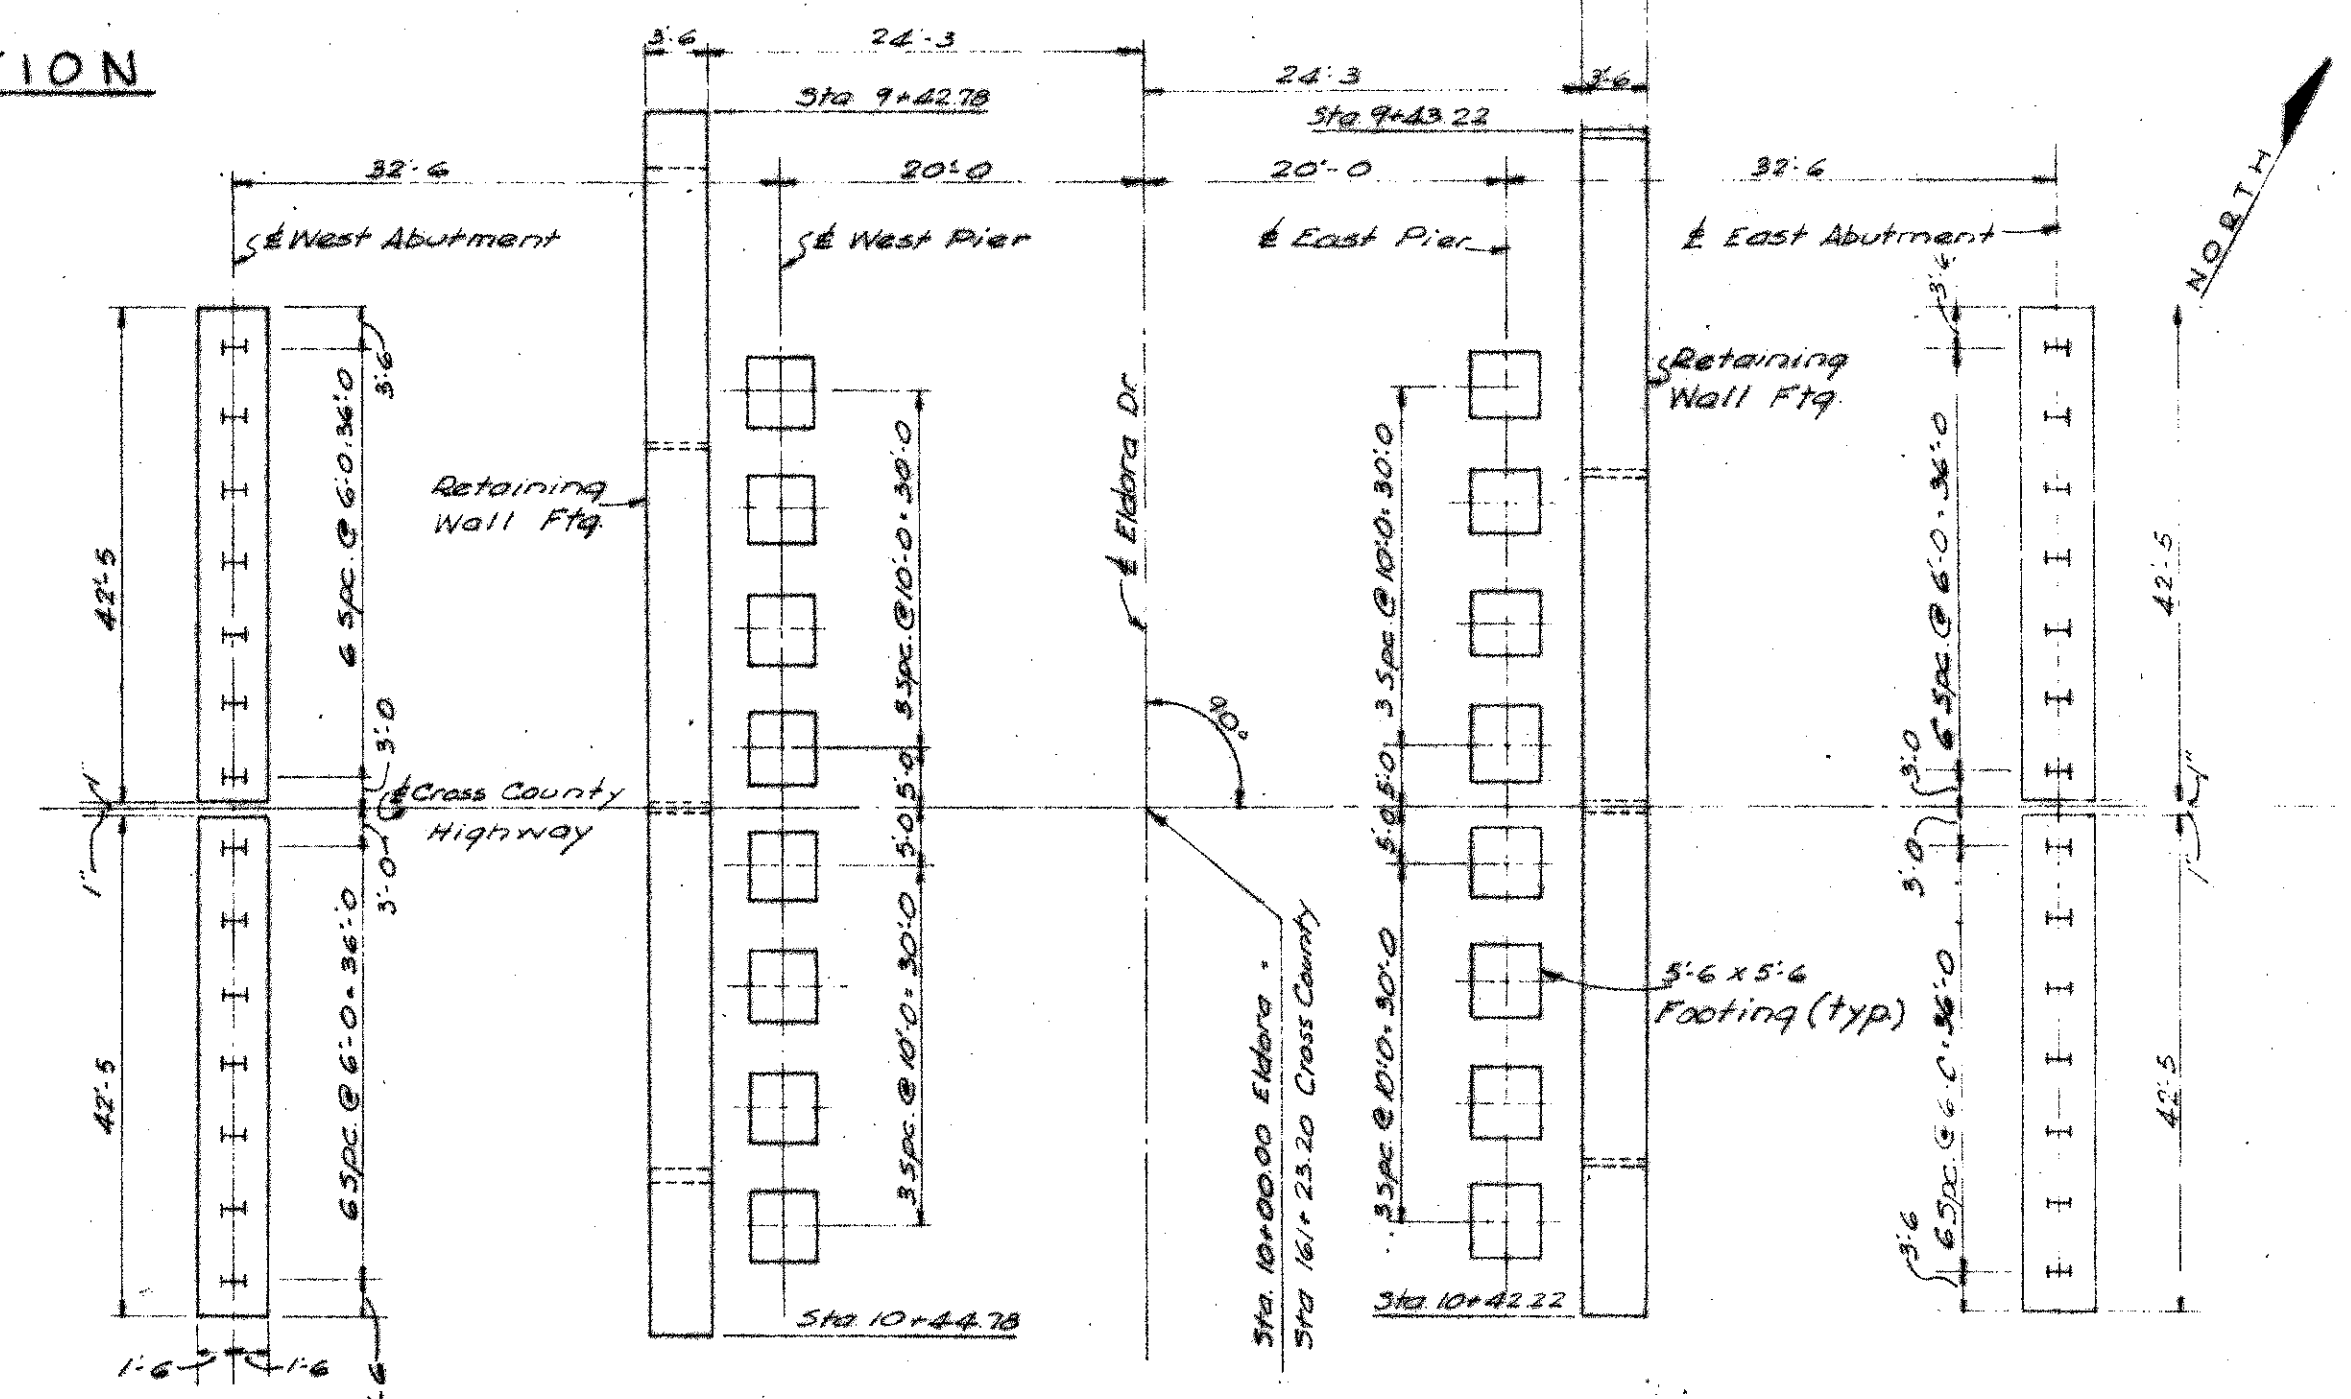 TION
3'-6
24'-3
24'-3
3'-6
Sta 9+42.78
Sta 9+43.22
32'-6
20'-0
20'-0
32'-6
℄ West Abutment
℄ West Pier
℄ East Pier
℄ East Abutment
NORTH
3'-6
3'-6
6 Spc. @ 6'-0=36'-0
42'-5
Retaining
Wall Ftg.
3 Spc. @ 10'-0=30'-0
℄ Eldora Dr.
3 Spc @ 10'-0=30'-0
Retaining
Wall Ftg.
6 Spc. @ 6'-0=36'-0
42'-5
1"
3'-0
℄ Cross County
Highway
3'-0
1"
5'-0
5'-0
90°
5'-0
5'-0
3'-0
3'-0
1"
1"
42'-5
6 Spc. @ 6'-0=36'-0
3 Spc. @ 10'-0=30'-0
Sta. 10+00.00 Eldora =
Sta 161+23.20 Cross County
3 Spc @ 10'-0=30'-0
5'-6 x 5'-6
Footing (typ.)
6 Spc. @ 6'-0=36'-0
42'-5
3'-6
Sta 10+44.78
Sta 10+42.22
1'-6
1'-6